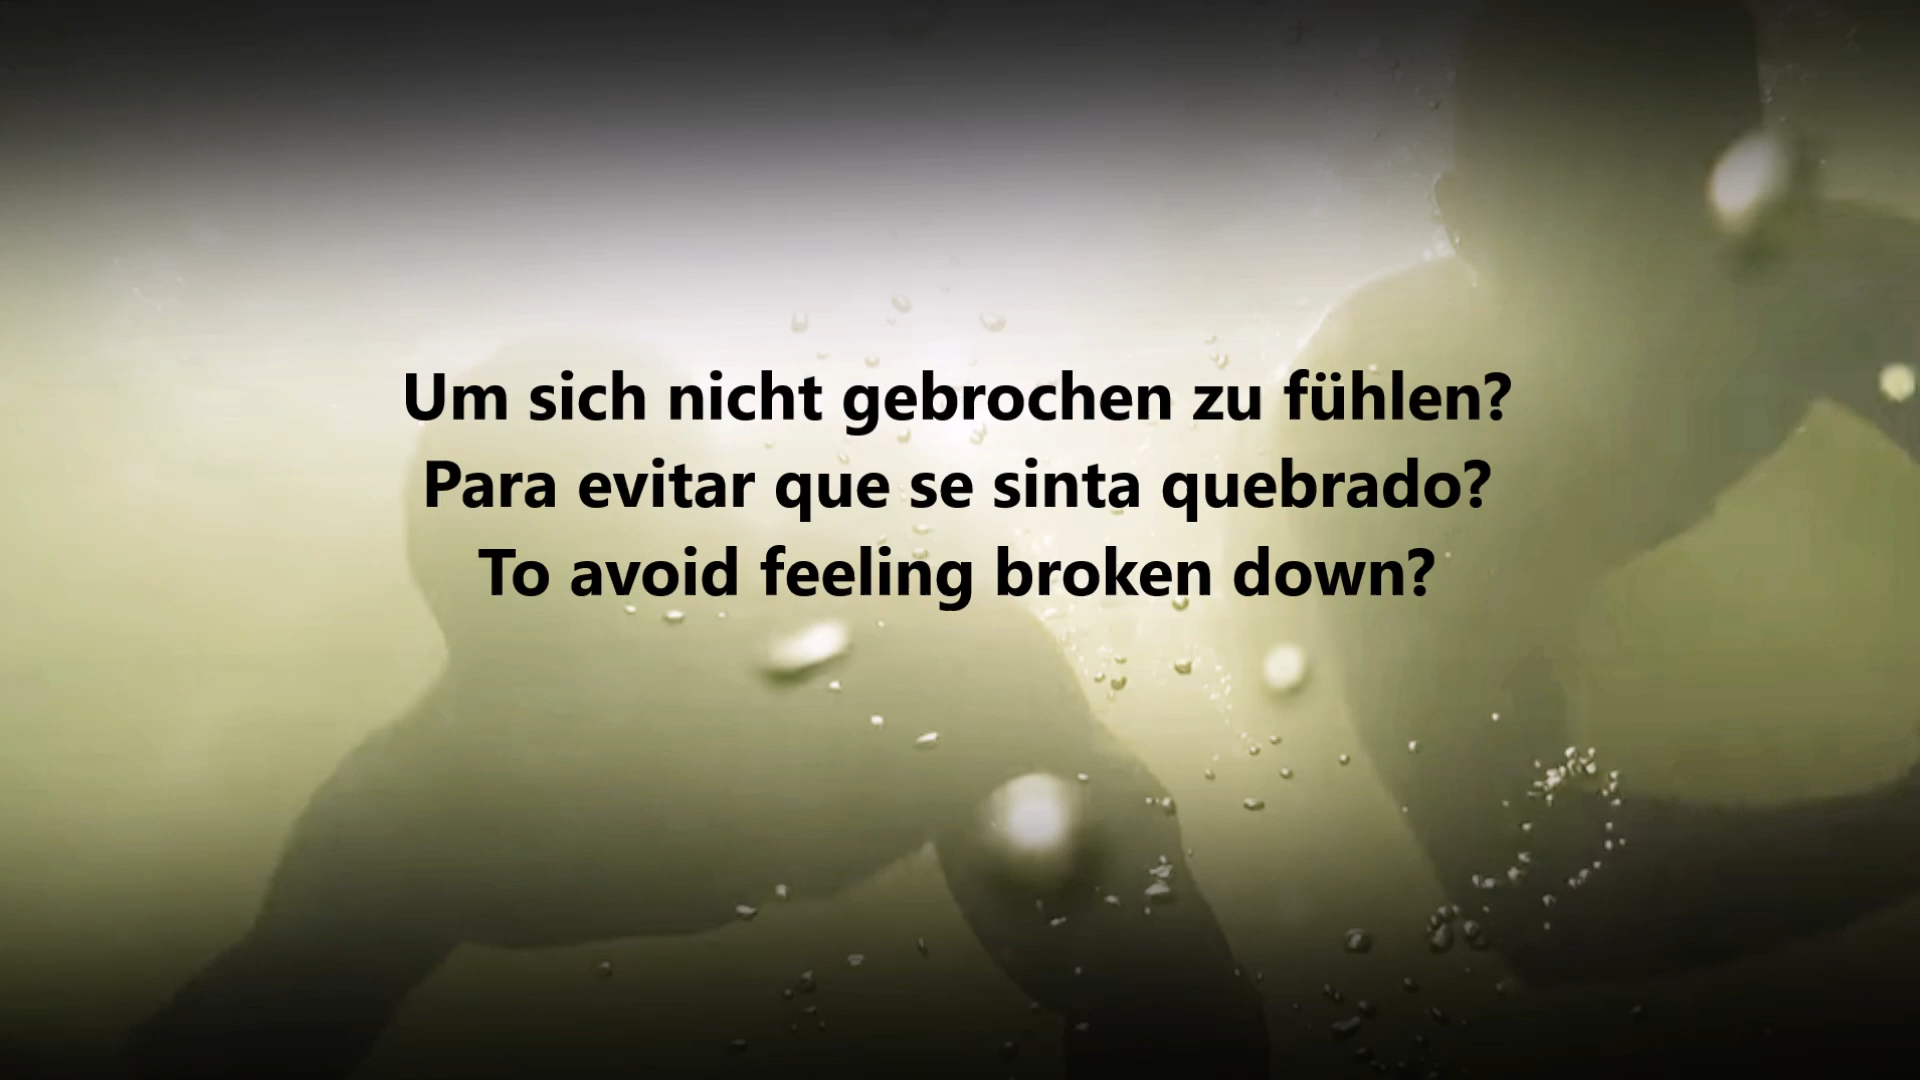 Um sich nicht gebrochen zu fühlen?
Para evitar que se sinta quebrado?
To avoid feeling broken down?